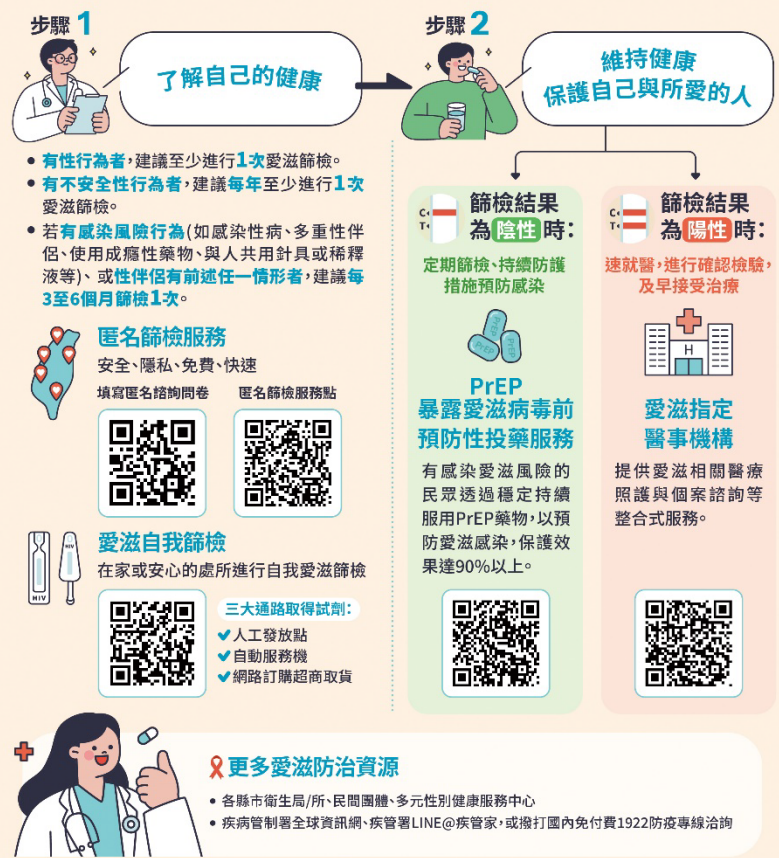 步驟1
了解自己的健康
• 有性行為者,建議至少進行1次愛滋篩檢。
• 有不安全性行為者,建議每年至少進行1次
愛滋篩檢。
• 若有感染風險行為(如感染性病、多重性伴
侶、使用成癮性藥物、與人共用針具或稀釋
液等)、或性伴侶有前述任一情形者,建議每
3至6個月篩檢1次。
匿名篩檢服務
安全、隱私、免費、快速
填寫匿名諮詢問卷
匿名篩檢服務點
HIV
HIV
愛滋自我篩檢
在家或安心的處所進行自我愛滋篩檢
三大通路取得試劑:
✓人工發放點
✓自動服務機
✓網路訂購超商取貨
步驟2
維持健康
保護自己與所愛的人
C
T
篩檢結果
為陰性時:
定期篩檢、持續防護
措施預防感染
PrEP
PrEP
PrEP
PrEP
暴露愛滋病毒前
預防性投藥服務
有感染愛滋風險的
民眾透過穩定持續
服用PrEP藥物,以預
防愛滋感染,保護效
果達90%以上。
C
T
篩檢結果
為陽性時:
速就醫,進行確認檢驗,
及早接受治療
H
愛滋指定
醫事機構
提供愛滋相關醫療
照護與個案諮詢等
整合式服務。
更多愛滋防治資源
• 各縣市衛生局/所、民間團體、多元性別健康服務中心
• 疾病管制署全球資訊網、疾管署LINE@疾管家,或撥打國內免付費1922防疫專線洽詢